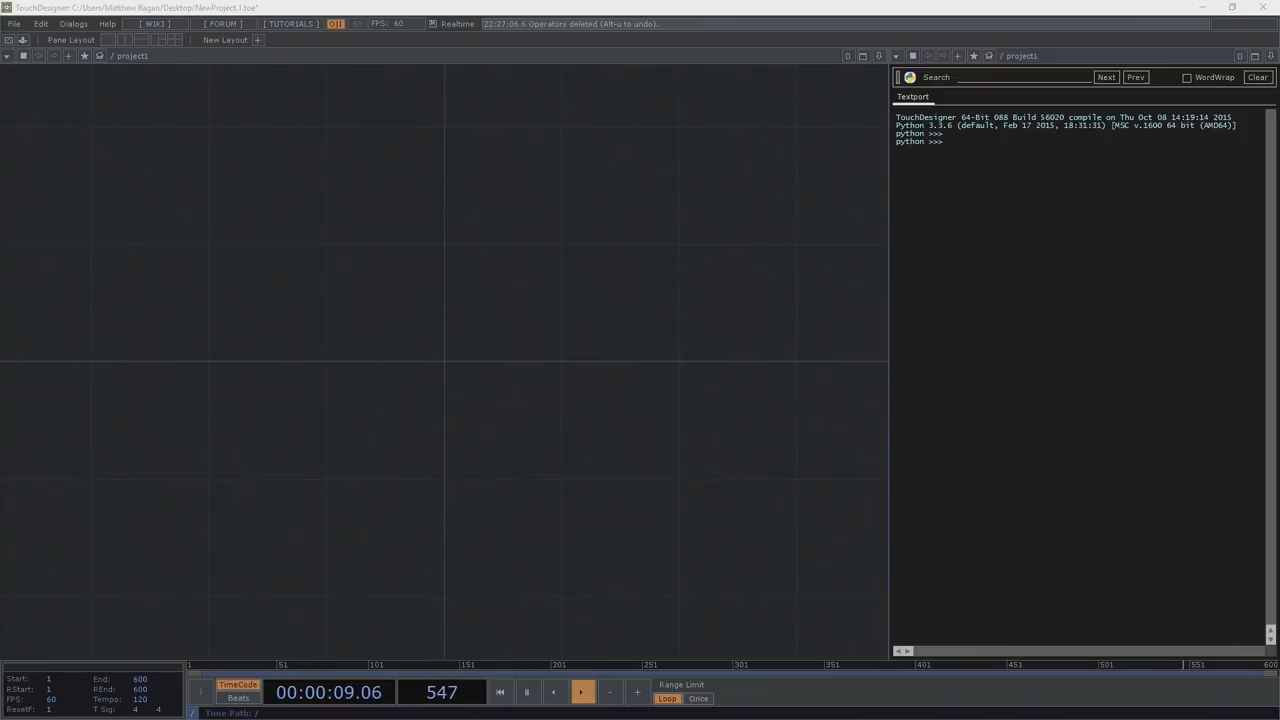 TouchDesigner: C:/Users/Matthew Ragan/Desktop/NewProject.1.toe*
File Edit Dialogs Help [ WIKI ] [ FORUM ] [ TUTORIALS ] O|I 60 FPS: 60 Realtime 22:27:06 6 Operators deleted (Alt-u to undo).
Pane Layout New Layout +
/ project1
/ project1
Search Next Prev WordWrap Clear
Textport
TouchDesigner 64-Bit 088 Build 56020 compile on Thu Oct 08 14:19:14 2015
Python 3.3.6 (default, Feb 17 2015, 18:31:31) [MSC v.1600 64 bit (AMD64)]
python >>>
python >>>
1 51 101 151 201 251 301 351 401 451 501 551 600
Start: 1 End: 600
RStart: 1 REnd: 600
FPS: 60 Tempo: 120
ResetF: 1 T Sig: 4 4
TimeCode
Beats
00:00:09.06
547
Range Limit
Loop Once
/ Time Path: /